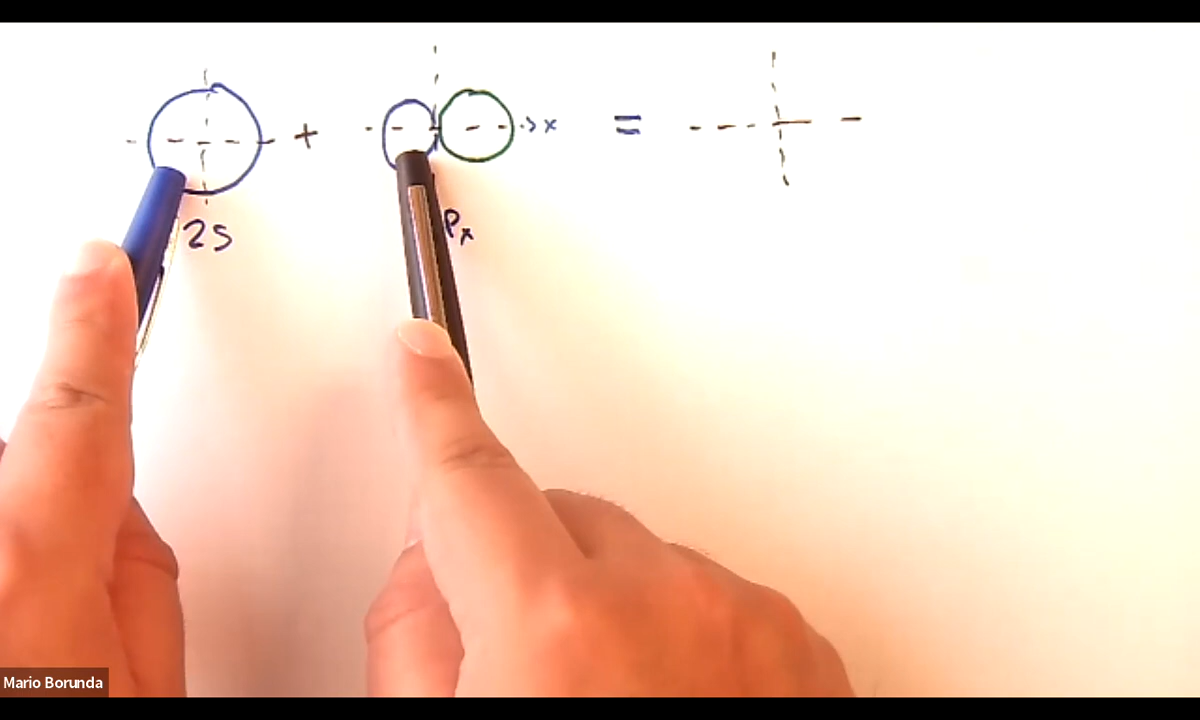 + x =
2s Px
Mario Borunda